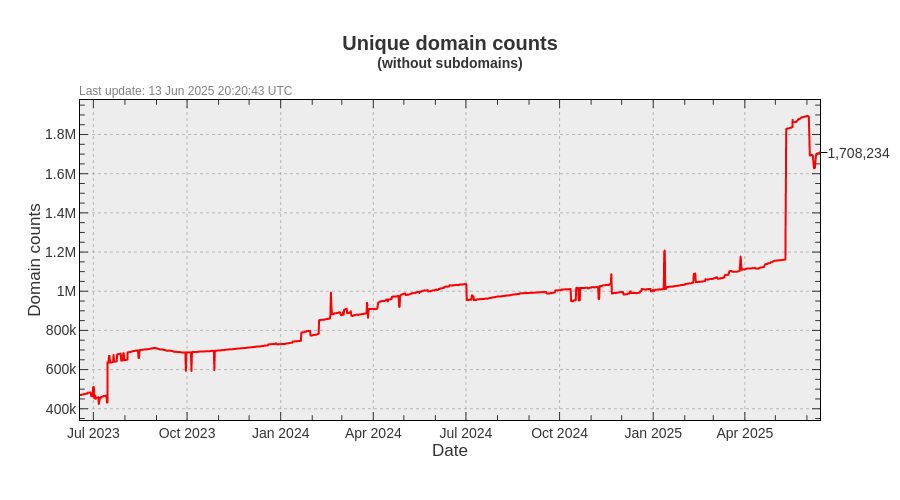 Unique domain counts
(without subdomains)
Last update: 13 Jun 2025 20:20:43 UTC
1.8M
1,708,234
1.6M
1.4M
1.2M
1M
800k
600k
400k
Domain counts
Jul 2023 Oct 2023 Jan 2024 Apr 2024 Jul 2024 Oct 2024 Jan 2025 Apr 2025
Date